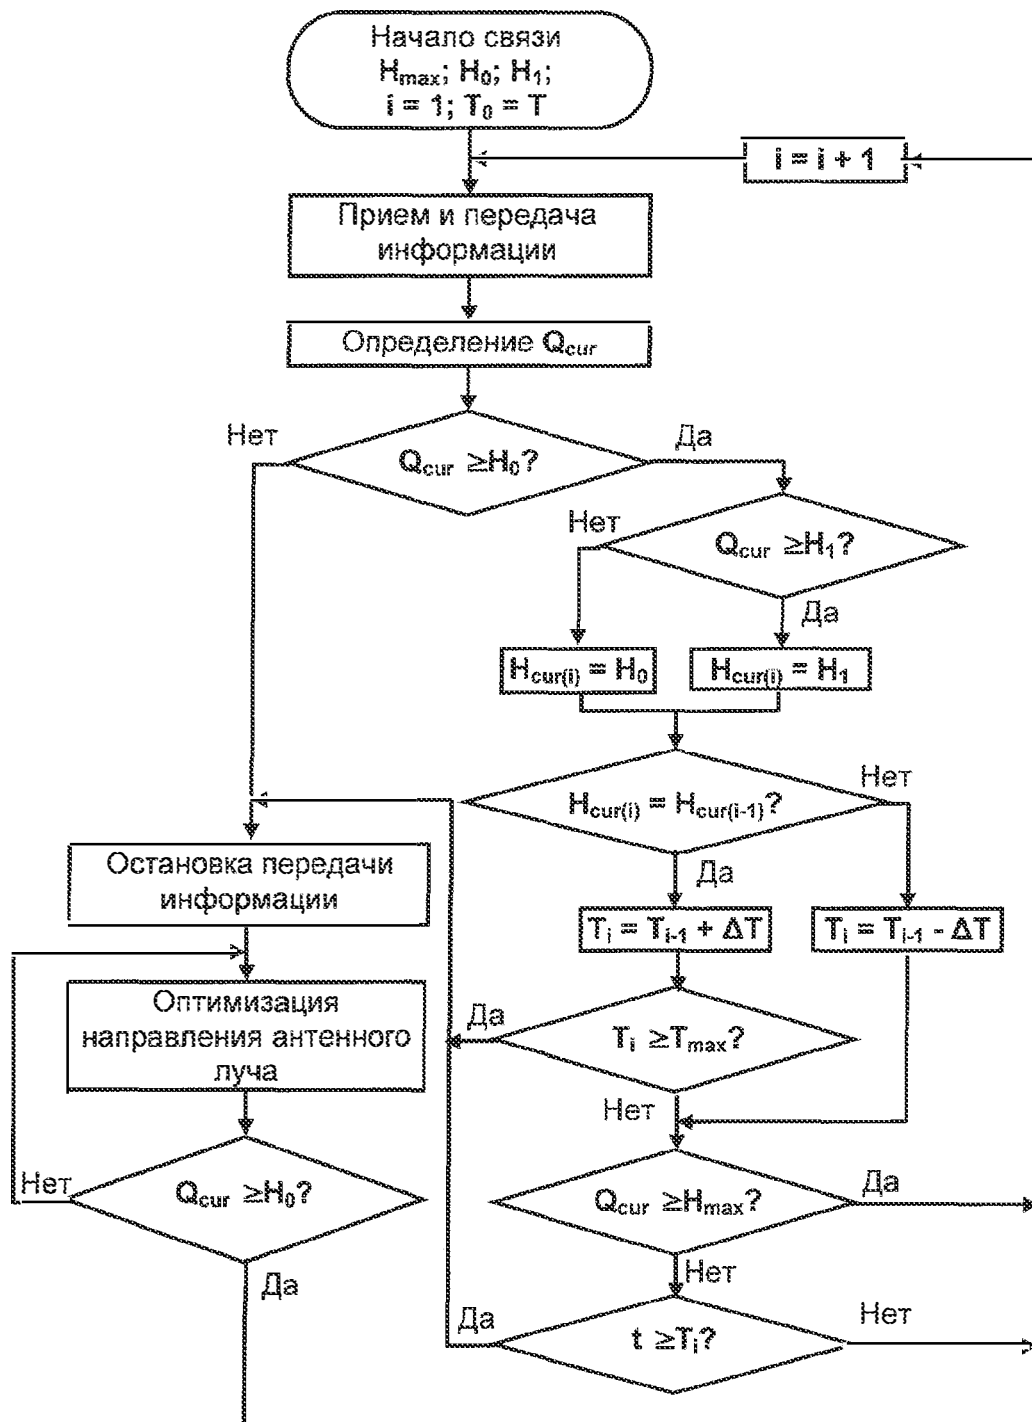 Начало связи
Hmax; H0; H1;
i = 1; T0 = T
i = i + 1
Прием и передача
информации
Определение Qcur
Нет
Да
Qcur ≥H0?
Нет
Qcur ≥H1?
Да
Hcur(i) = H0
Hcur(i) = H1
Нет
Hcur(i) = Hcur(i-1)?
Да
Остановка передачи
информации
Ti = Ti-1 + ΔT
Ti = Ti-1 - ΔT
Оптимизация
направления антенного
луча
Да
Ti ≥Tmax?
Нет
Нет
Qcur ≥H0?
Qcur ≥Hmax?
Да
Да
Нет
Да
t ≥Ti?
Нет